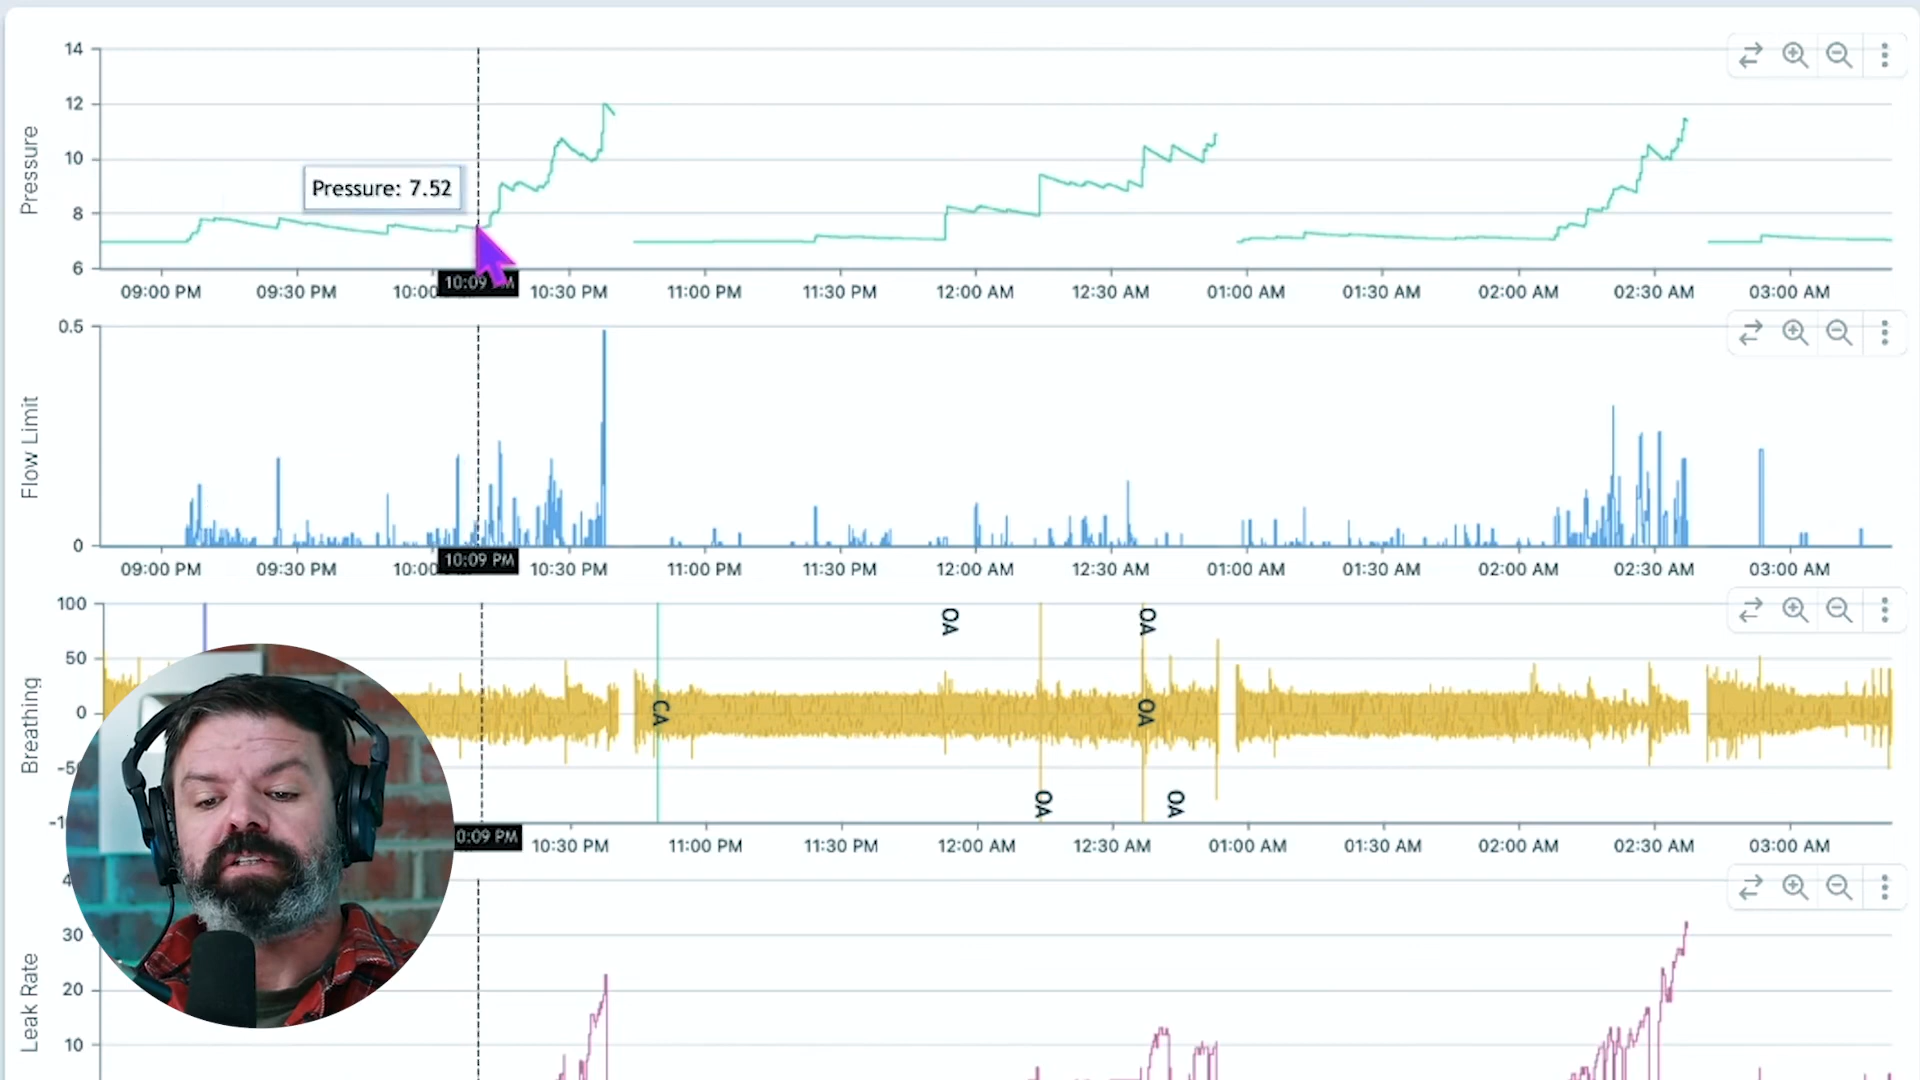 Pressure
14
12
10
8
6
Pressure: 7.52
09:00 PM 09:30 PM 10:00 10:09 PM 10:30 PM 11:00 PM 11:30 PM 12:00 AM 12:30 AM 01:00 AM 01:30 AM 02:00 AM 02:30 AM 03:00 AM
Flow Limit
0.5
0
09:00 PM 09:30 PM 10:00 10:09 PM 10:30 PM 11:00 PM 11:30 PM 12:00 AM 12:30 AM 01:00 AM 01:30 AM 02:00 AM 02:30 AM 03:00 AM
Breathing
100
50
0
-50
-1
CA
OA
OA
OA
OA
OA
0:09 PM 10:30 PM 11:00 PM 11:30 PM 12:00 AM 12:30 AM 01:00 AM 01:30 AM 02:00 AM 02:30 AM 03:00 AM
Leak Rate
4
30
20
10